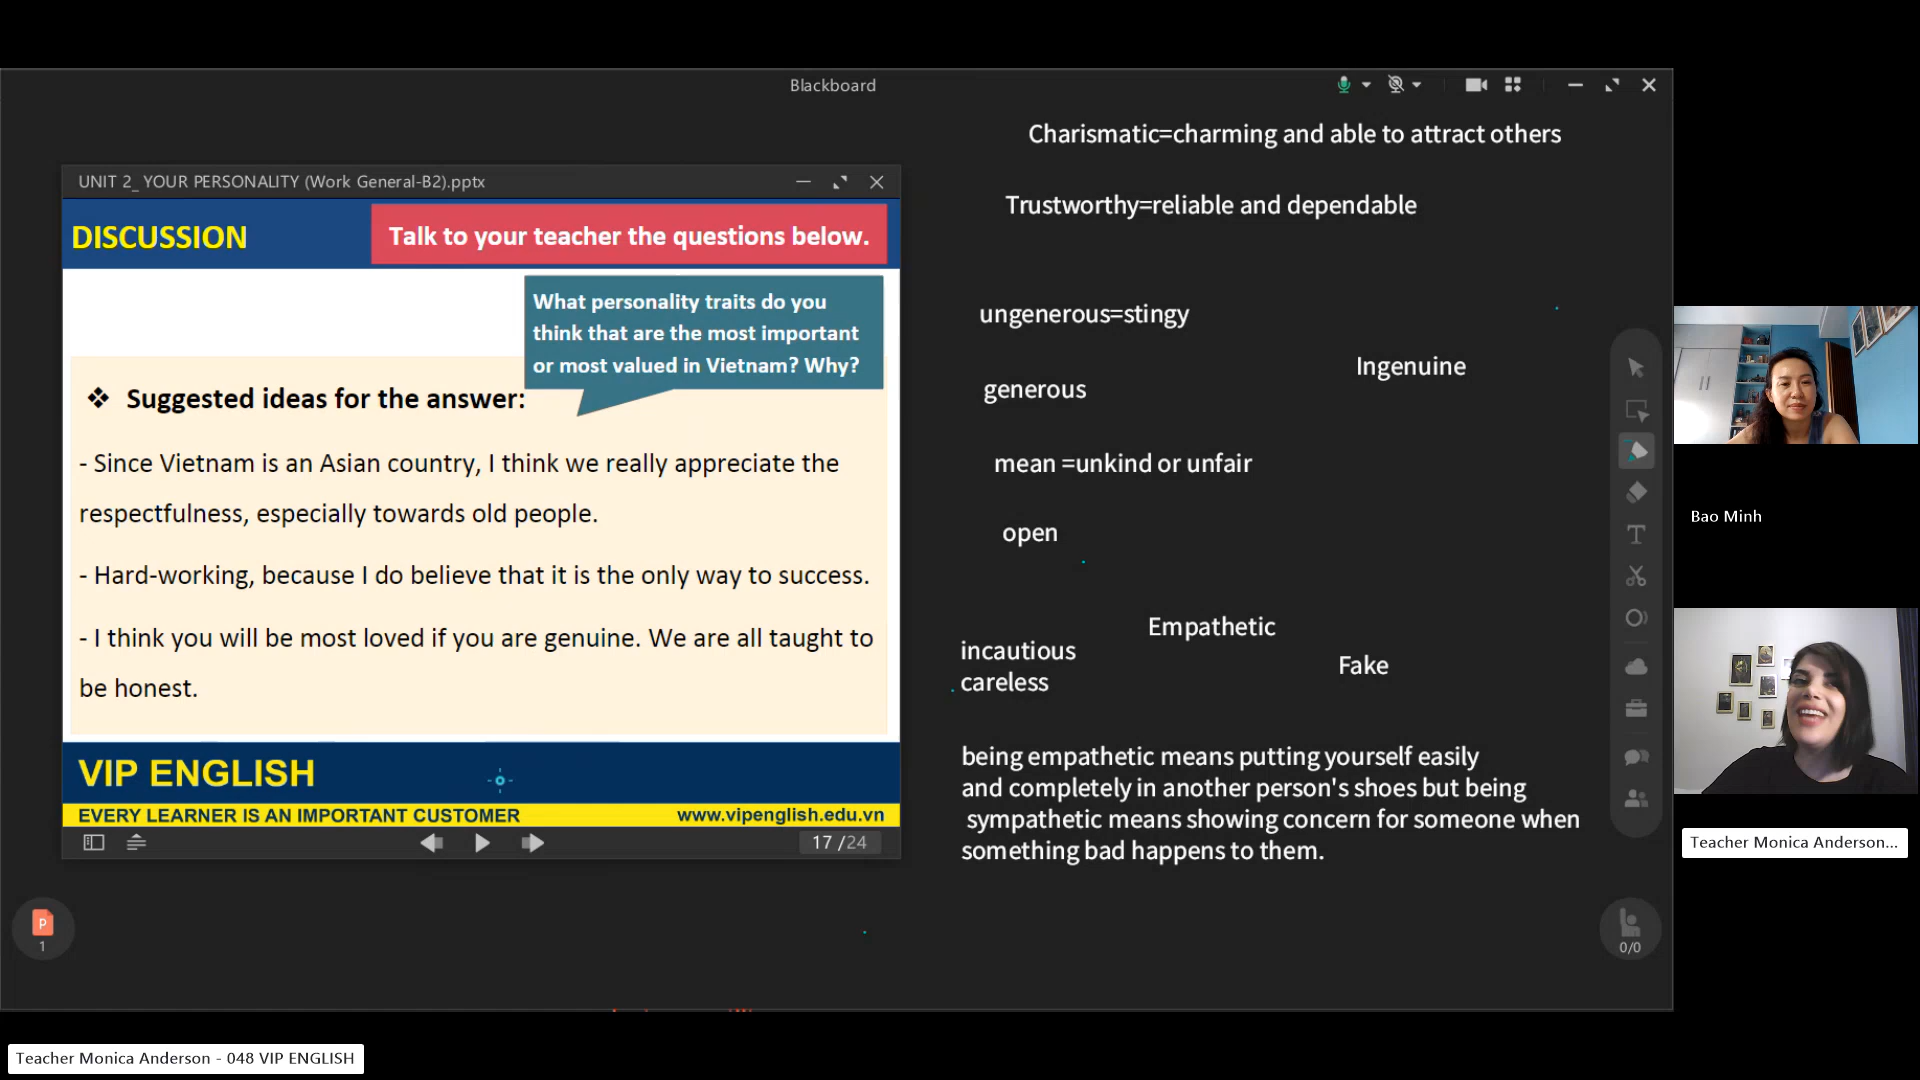 Blackboard
UNIT 2_ YOUR PERSONALITY (Work General-B2).pptx
DISCUSSION
Talk to your teacher the questions below.
What personality traits do you
think that are the most important
or most valued in Vietnam? Why?
❖ Suggested ideas for the answer:
- Since Vietnam is an Asian country, I think we really appreciate the
respectfulness, especially towards old people.
- Hard-working, because I do believe that it is the only way to success.
- I think you will be most loved if you are genuine. We are all taught to
be honest.
VIP ENGLISH
EVERY LEARNER IS AN IMPORTANT CUSTOMER
www.vipenglish.edu.vn
17 /24
P
1
Charismatic=charming and able to attract others
Trustworthy=reliable and dependable
ungenerous=stingy
Ingenuine
generous
mean =unkind or unfair
open
Empathetic
incautious
careless
Fake
being empathetic means putting yourself easily
and completely in another person's shoes but being
sympathetic means showing concern for someone when
something bad happens to them.
T
0/0
Bao Minh
Teacher Monica Anderson...
Teacher Monica Anderson - 048 VIP ENGLISH